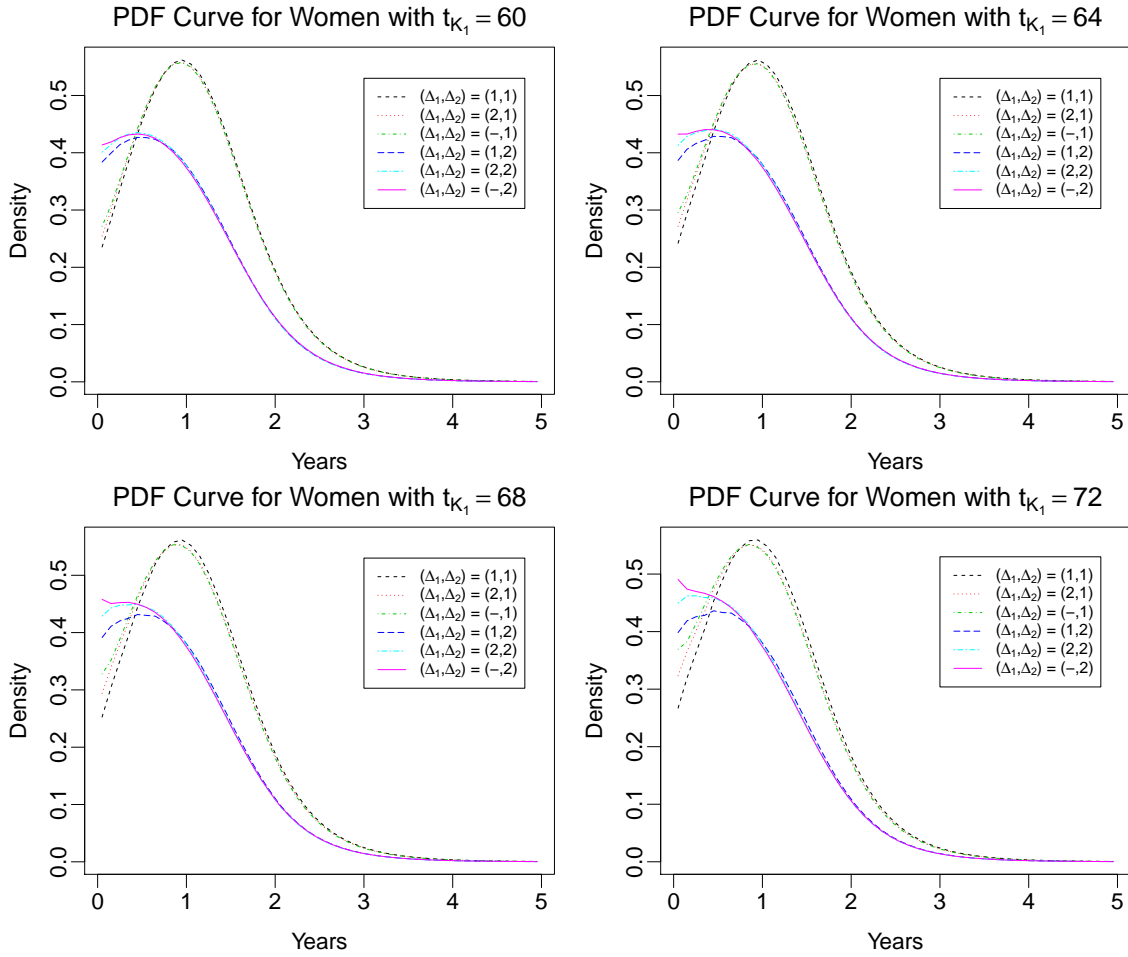 PDF Curve for Women with t_{K_1} = 60
Density
0.0 0.1 0.2 0.3 0.4 0.5
(Δ₁,Δ₂) = (1,1)
(Δ₁,Δ₂) = (2,1)
(Δ₁,Δ₂) = (−,1)
(Δ₁,Δ₂) = (1,2)
(Δ₁,Δ₂) = (2,2)
(Δ₁,Δ₂) = (−,2)
0 1 2 3 4 5
Years
PDF Curve for Women with t_{K_1} = 64
Density
0.0 0.1 0.2 0.3 0.4 0.5
(Δ₁,Δ₂) = (1,1)
(Δ₁,Δ₂) = (2,1)
(Δ₁,Δ₂) = (−,1)
(Δ₁,Δ₂) = (1,2)
(Δ₁,Δ₂) = (2,2)
(Δ₁,Δ₂) = (−,2)
0 1 2 3 4 5
Years
PDF Curve for Women with t_{K_1} = 68
Density
0.0 0.1 0.2 0.3 0.4 0.5
(Δ₁,Δ₂) = (1,1)
(Δ₁,Δ₂) = (2,1)
(Δ₁,Δ₂) = (−,1)
(Δ₁,Δ₂) = (1,2)
(Δ₁,Δ₂) = (2,2)
(Δ₁,Δ₂) = (−,2)
0 1 2 3 4 5
Years
PDF Curve for Women with t_{K_1} = 72
Density
0.0 0.1 0.2 0.3 0.4 0.5
(Δ₁,Δ₂) = (1,1)
(Δ₁,Δ₂) = (2,1)
(Δ₁,Δ₂) = (−,1)
(Δ₁,Δ₂) = (1,2)
(Δ₁,Δ₂) = (2,2)
(Δ₁,Δ₂) = (−,2)
0 1 2 3 4 5
Years